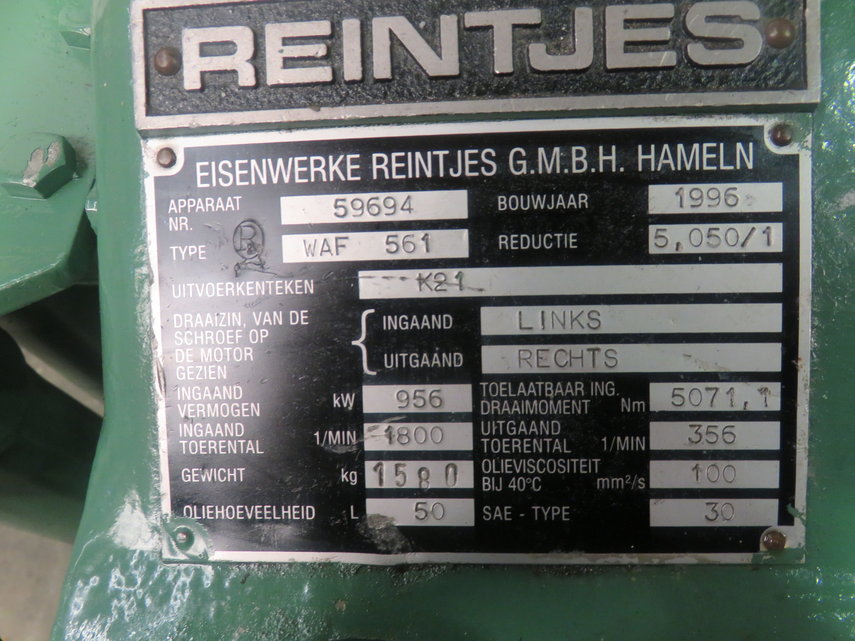 REINTJES
EISENWERKE REINTJES G.M.B.H. HAMELN
APPARAAT NR. 59694 BOUWJAAR 1996
TYPE WAF 561 REDUCTIE 5,050/1
UITVOERKENTEKEN K21
DRAAIZIN, VAN DE
SCHROEF OP
DE MOTOR
GEZIEN
INGAAND LINKS
UITGAAND RECHTS
INGAAND VERMOGEN kW 956 TOELAATBAAR ING. DRAAIMOMENT Nm 5071,1
INGAAND TOERENTAL 1/MIN 1800 UITGAAND TOERENTAL 1/MIN 356
GEWICHT kg 1580 OLIEVISCOSITEIT BIJ 40°C mm²/s 100
OLIEHOEVEELHEID L 50 SAE - TYPE 30